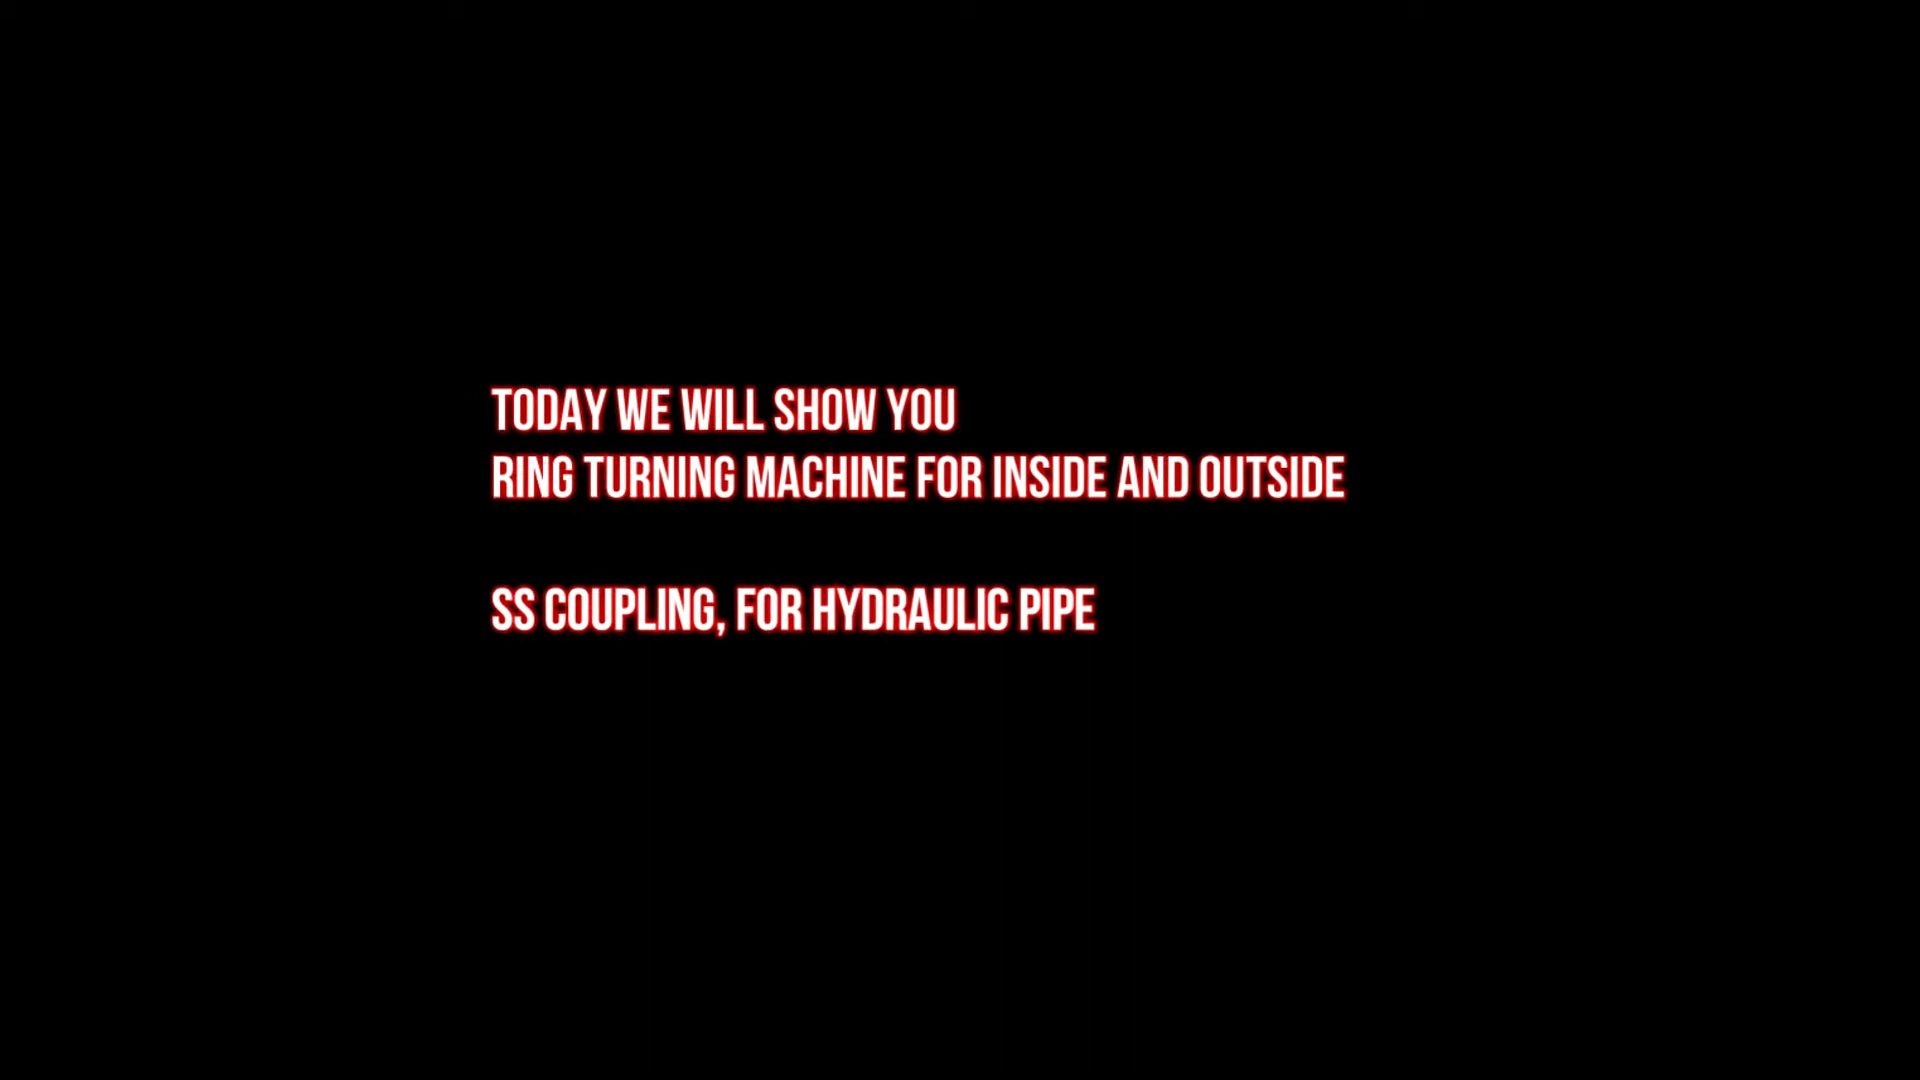 TODAY WE WILL SHOW YOU
RING TURNING MACHINE FOR INSIDE AND OUTSIDE
SS COUPLING, FOR HYDRAULIC PIPE